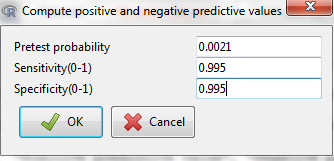 Compute positive and negative predictive values
Pretest probability 0.0021
Sensitivity(0-1) 0.995
Specificity(0-1) 0.995
OK Cancel